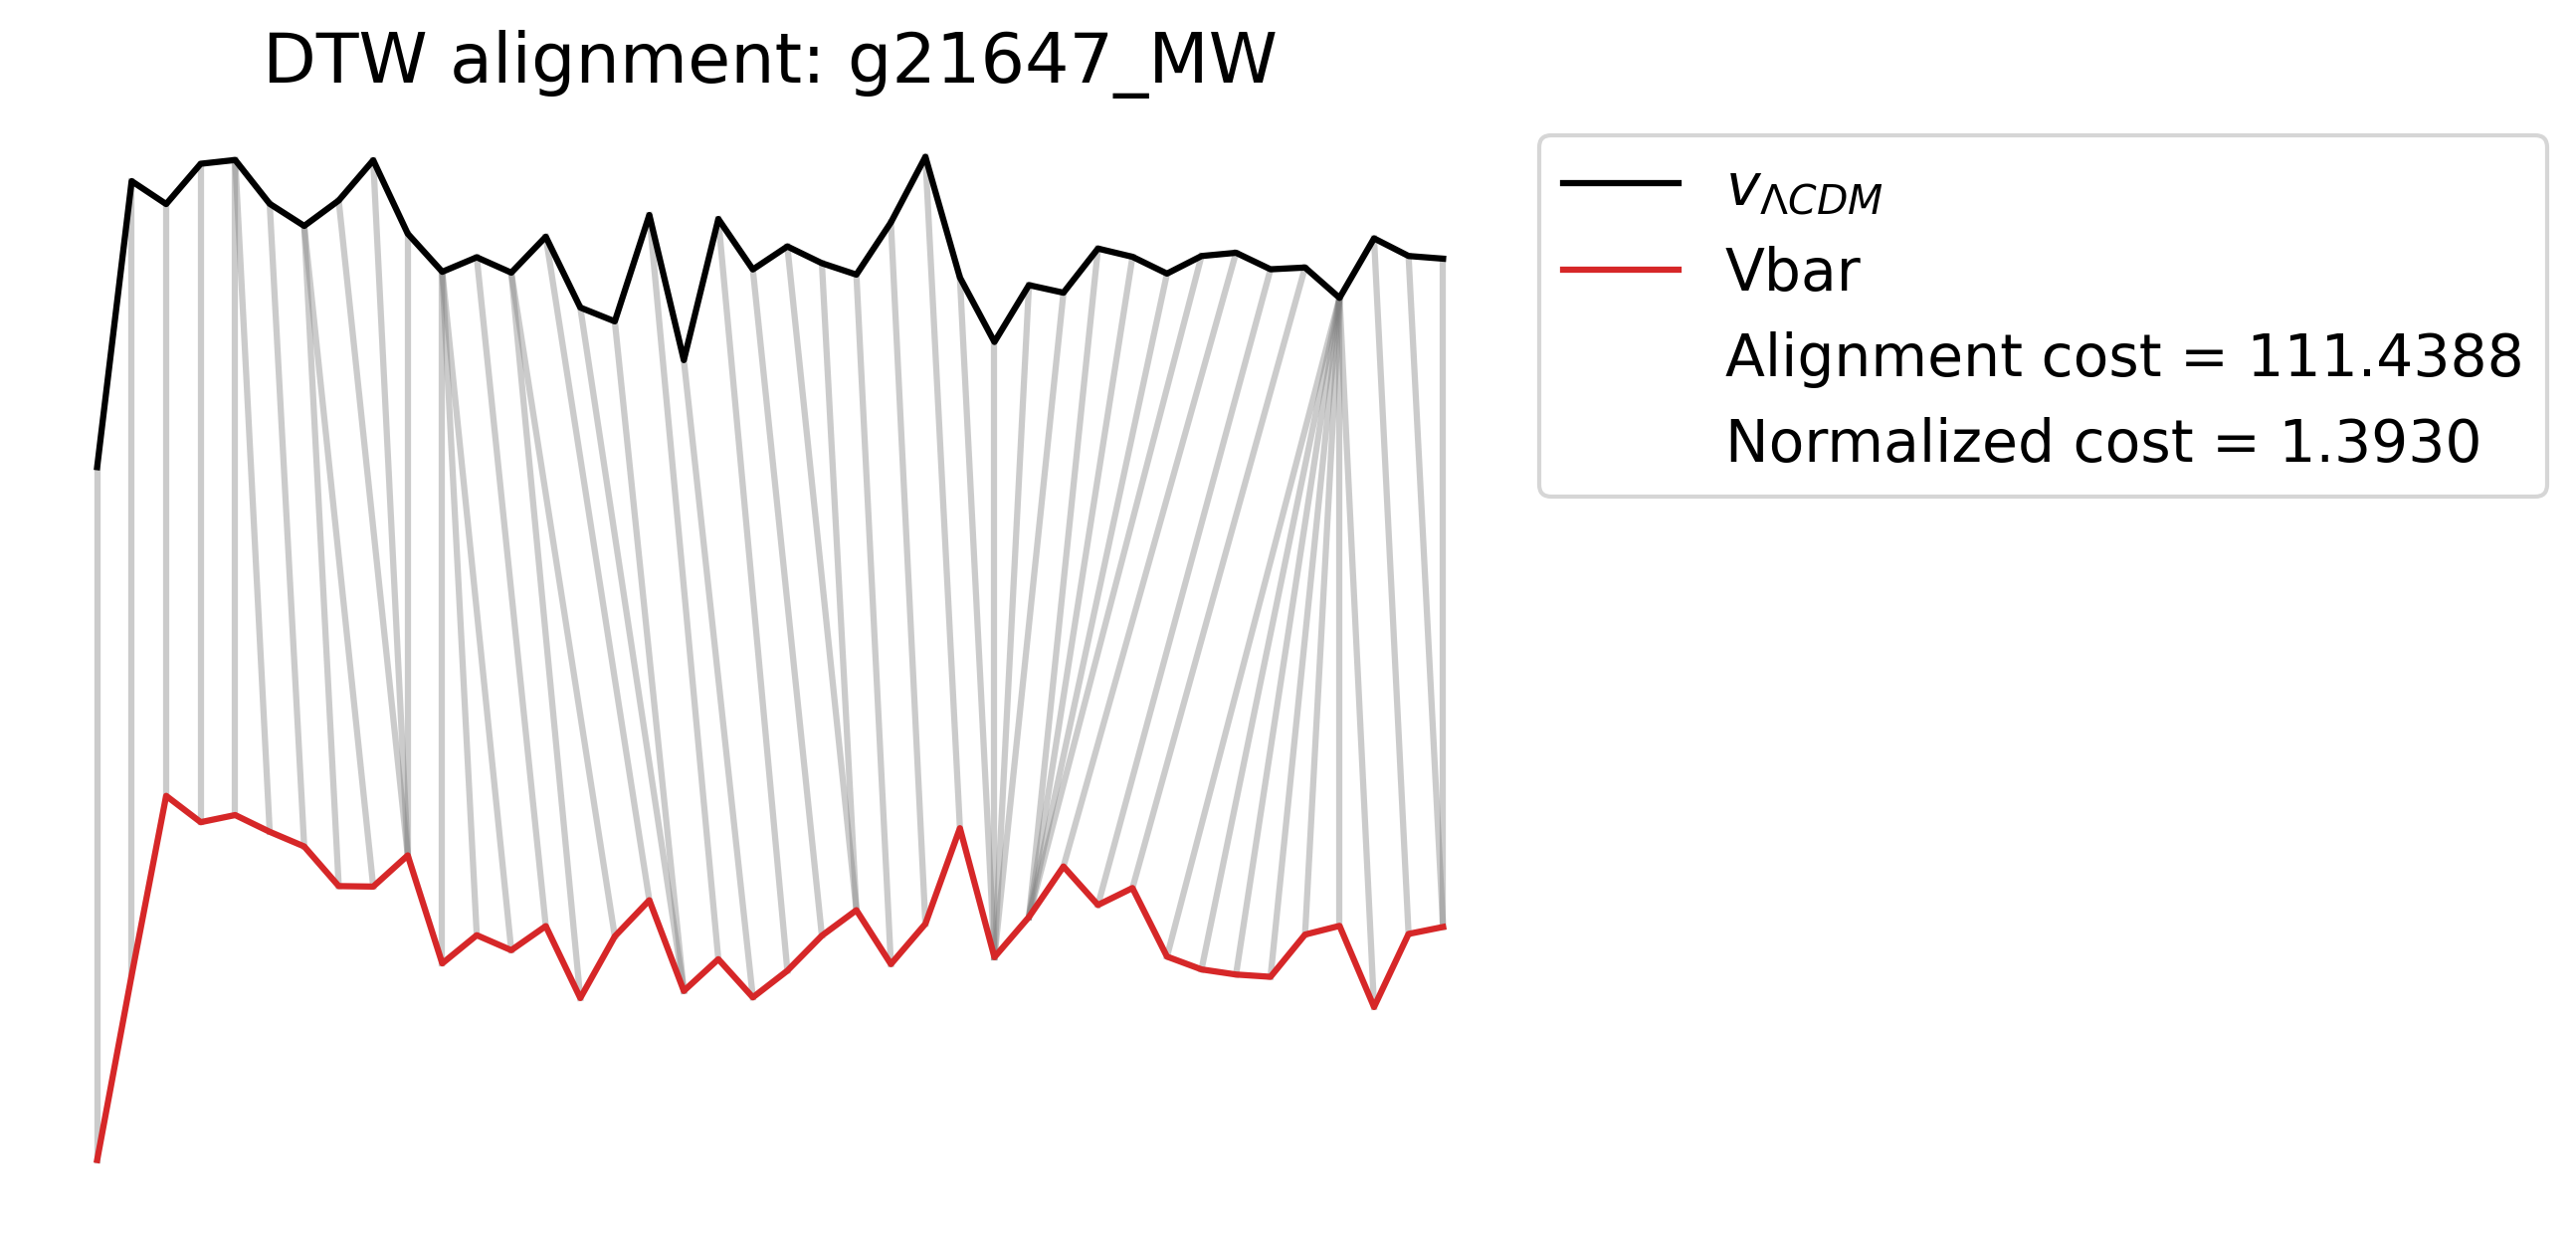 DTW alignment: g21647_MW
v_ΛCDM
Vbar
Alignment cost = 111.4388
Normalized cost = 1.3930